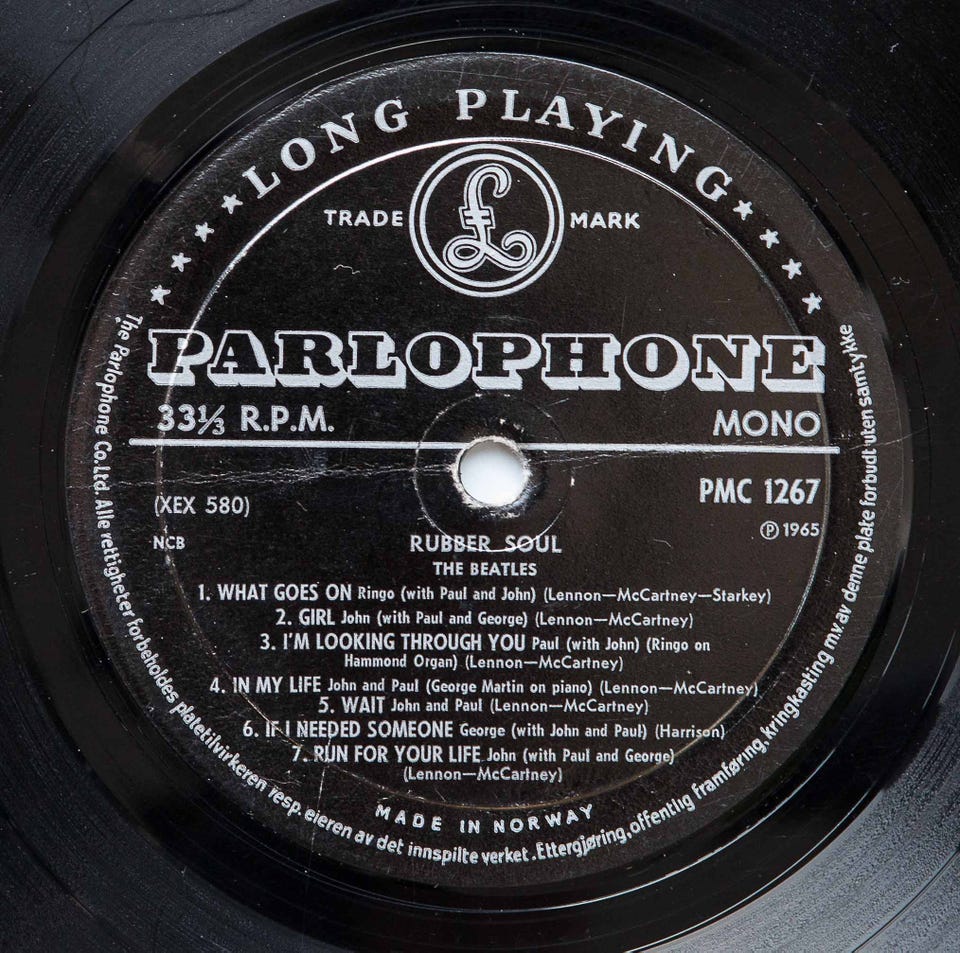 LONG PLAYING
TRADE MARK
£
PARLOPHONE
33⅓ R.P.M. MONO
(XEX 580) PMC 1267
NCB ℗ 1965
RUBBER SOUL
THE BEATLES
1. WHAT GOES ON Ringo (with Paul and John) (Lennon—McCartney—Starkey)
2. GIRL John (with Paul and George) (Lennon—McCartney)
3. I'M LOOKING THROUGH YOU Paul (with John) (Ringo on
Hammond Organ) (Lennon—McCartney)
4. IN MY LIFE John and Paul (George Martin on piano) (Lennon—McCartney)
5. WAIT John and Paul (Lennon—McCartney)
6. IF I NEEDED SOMEONE George (with John and Paul) (Harrison)
7. RUN FOR YOUR LIFE John (with Paul and George)
(Lennon—McCartney)
MADE IN NORWAY
The Parlophone Co.Ltd. Alle rettigheter forbeholdes platetilvirkeren resp. eieren av det innspilte verket. Ettergjøring, offentlig framføring, kringkasting m.v. av denne plate forbudt uten samtykke